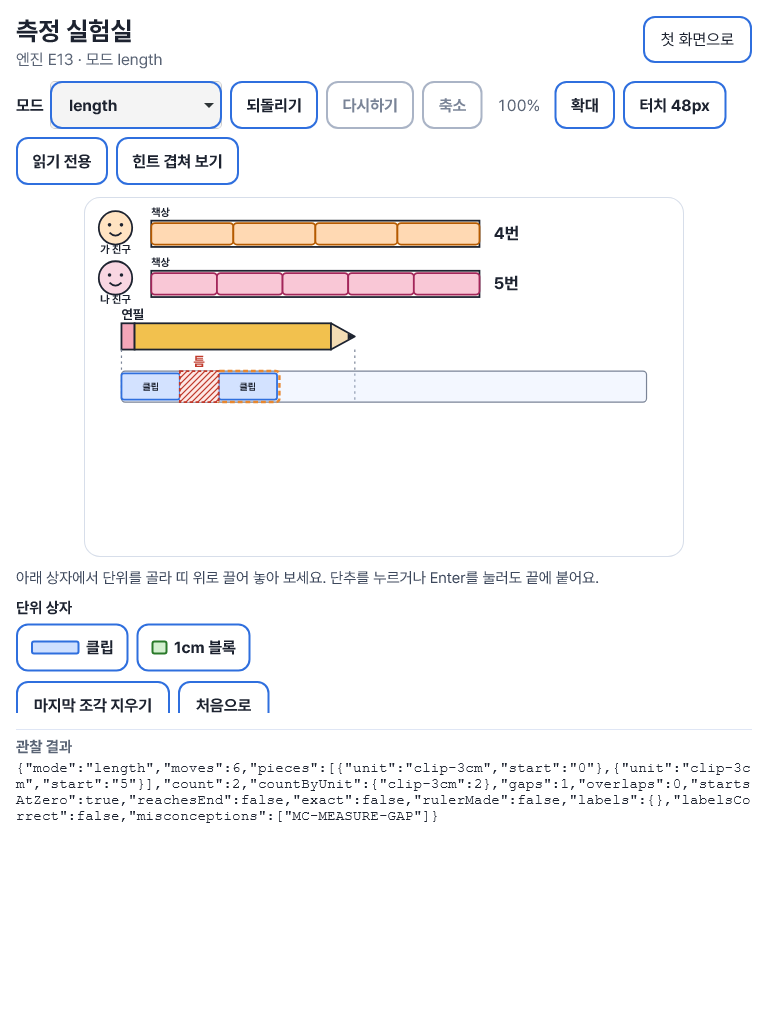 측정 실험실
엔진 E13 · 모드 length
첫 화면으로
모드 length 되돌리기 다시하기 축소 100% 확대 터치 48px
읽기 전용 힌트 겹쳐 보기
책상
가 친구
4번
책상
나 친구
5번
연필
틈
클립 클립
아래 상자에서 단위를 골라 띠 위로 끌어 놓아 보세요. 단추를 누르거나 Enter를 눌러도 끝에 붙어요.
단위 상자
클립 1cm 블록
마지막 조각 지우기 처음으로
관찰 결과
{"mode":"length","moves":6,"pieces":[{"unit":"clip-3cm","start":"0"},{"unit":"clip-3c
m","start":"5"}],"count":2,"countByUnit":{"clip-3cm":2},"gaps":1,"overlaps":0,"starts
AtZero":true,"reachesEnd":false,"exact":false,"rulerMade":false,"labels":{},"labelsCo
rrect":false,"misconceptions":["MC-MEASURE-GAP"]}